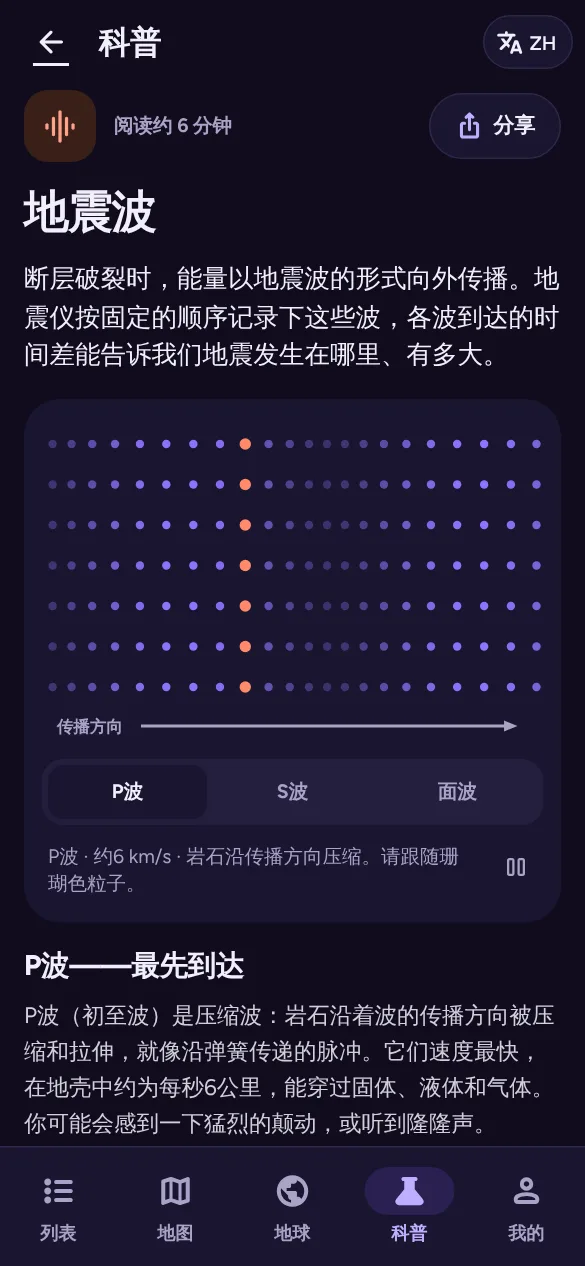 科普
ZH
阅读约 6 分钟
分享
地震波
断层破裂时，能量以地震波的形式向外传播。地
震仪按固定的顺序记录下这些波，各波到达的时
间差能告诉我们地震发生在哪里、有多大。
传播方向
P波
S波
面波
P波 · 约6 km/s · 岩石沿传播方向压缩。请跟随珊
瑚色粒子。
P波——最先到达
P波（初至波）是压缩波：岩石沿着波的传播方向被压
缩和拉伸，就像沿弹簧传递的脉冲。它们速度最快，
在地壳中约为每秒6公里，能穿过固体、液体和气体。
你可能会感到一下猛烈的颠动，或听到隆隆声。
列表
地图
地球
科普
我的